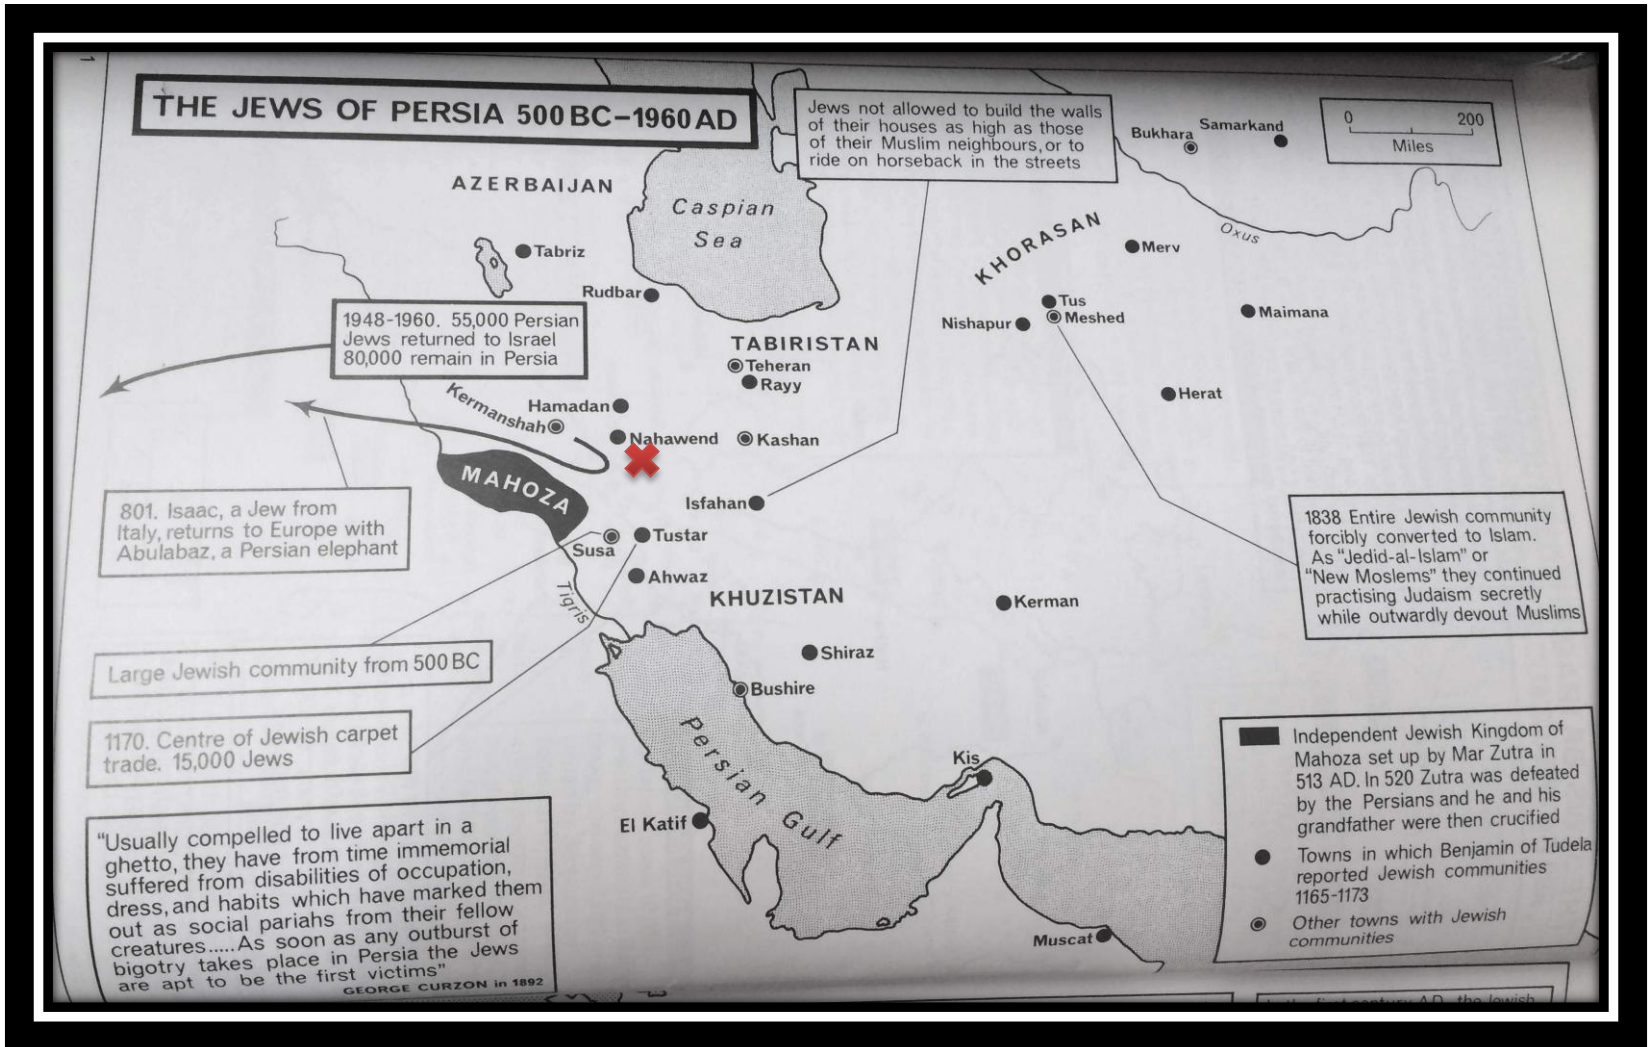 THE JEWS OF PERSIA 500 BC–1960 AD
Jews not allowed to build the walls
of their houses as high as those
of their Muslim neighbours, or to
ride on horseback in the streets
Bukhara
Samarkand
0 200
Miles
AZERBAIJAN
Caspian
Sea
KHORASAN
Oxus
Merv
Tabriz
Rudbar
Tus
Meshed
Nishapur
Maimana
1948-1960. 55,000 Persian
Jews returned to Israel
80,000 remain in Persia
TABIRISTAN
Teheran
Rayy
Herat
Kermanshah
Hamadan
Nahawend
Kashan
MAHOZA
Isfahan
801. Isaac, a Jew from
Italy, returns to Europe with
Abulabaz, a Persian elephant
1838 Entire Jewish community
forcibly converted to Islam.
As "Jedid-al-Islam" or
"New Moslems" they continued
practising Judaism secretly
while outwardly devout Muslims
Susa
Tustar
Ahwaz
Tigris
KHUZISTAN
Kerman
Large Jewish community from 500 BC
Shiraz
Bushire
1170. Centre of Jewish carpet
trade. 15,000 Jews
Persian Gulf
Kis
El Katif
Muscat
"Usually compelled to live apart in a
ghetto, they have from time immemorial
suffered from disabilities of occupation,
dress, and habits which have marked them
out as social pariahs from their fellow
creatures.....As soon as any outburst of
bigotry takes place in Persia the Jews
are apt to be the first victims"
GEORGE CURZON in 1892
Independent Jewish Kingdom of
Mahoza set up by Mar Zutra in
513 AD. In 520 Zutra was defeated
by the Persians and he and his
grandfather were then crucified
Towns in which Benjamin of Tudela
reported Jewish communities
1165-1173
Other towns with Jewish
communities